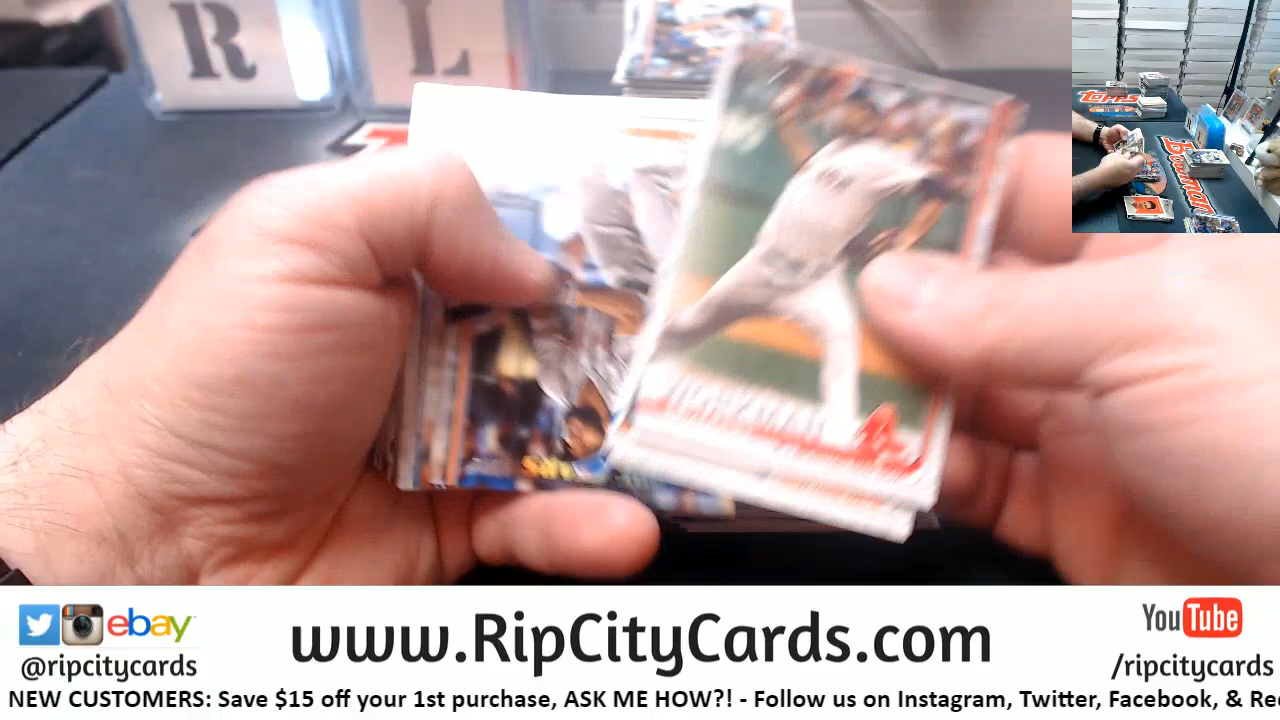 R L
TOPPS
BOWMAN
ebay
@ripcitycards
www.RipCityCards.com
YouTube
/ripcitycards
NEW CUSTOMERS: Save $15 off your 1st purchase, ASK ME HOW?! - Follow us on Instagram, Twitter, Facebook, & Re